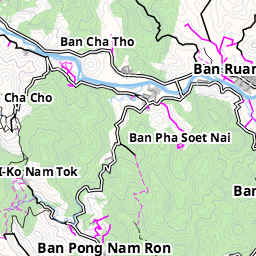 Ban Cha Tho
Ban Ruan
Cha Cho
Ban Pha Soet Nai
I-Ko Nam Tok
Ban
Ban Pong Nam Ron